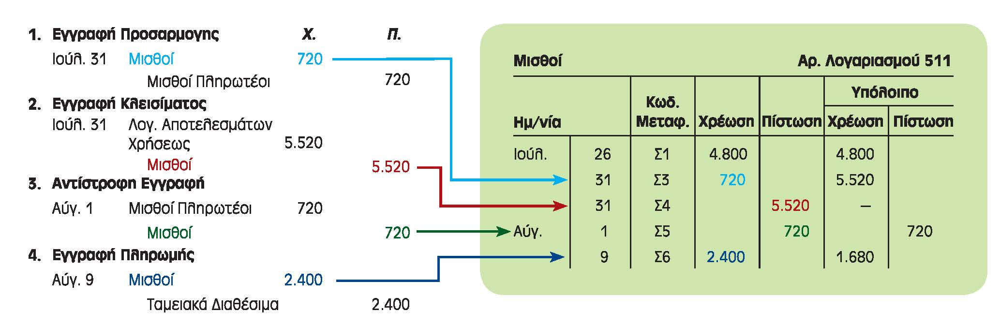 1. Εγγραφή Προσαρμογης Χ. Π.
Ιούλ. 31 Μισθοί 720
Μισθοί Πληρωτέοι 720
2. Εγγραφή Κλεισίματος
Ιούλ. 31 Λογ. Αποτελεσμάτων
Χρήσεως 5.520
Μισθοί 5.520
3. Αντίστροφη Εγγραφή
Αύγ. 1 Μισθοί Πληρωτέοι 720
Μισθοί 720
4. Εγγραφή Πληρωμής
Αύγ. 9 Μισθοί 2.400
Ταμειακά Διαθέσιμα 2.400
Μισθοί Αρ. Λογαριασμού 511
Υπόλοιπο
Ημ/νία Κωδ. Μεταφ. Χρέωση Πίστωση Χρέωση Πίστωση
Ιούλ. 26 Σ1 4.800 4.800
31 Σ3 720 5.520
31 Σ4 5.520 –
Αύγ. 1 Σ5 720 720
9 Σ6 2.400 1.680